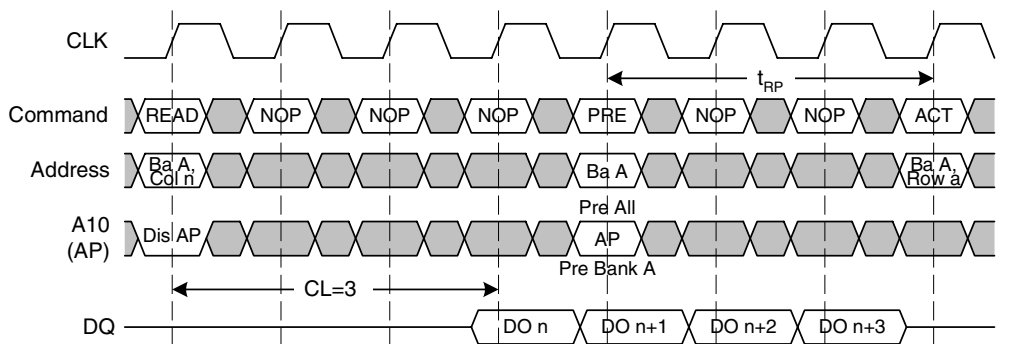 CLK
t_RP
Command READ NOP NOP NOP PRE NOP NOP ACT
Address Ba A, Col n Ba A Ba A, Row a
Pre All
A10 (AP) Dis AP AP
Pre Bank A
CL=3
DQ DO n DO n+1 DO n+2 DO n+3